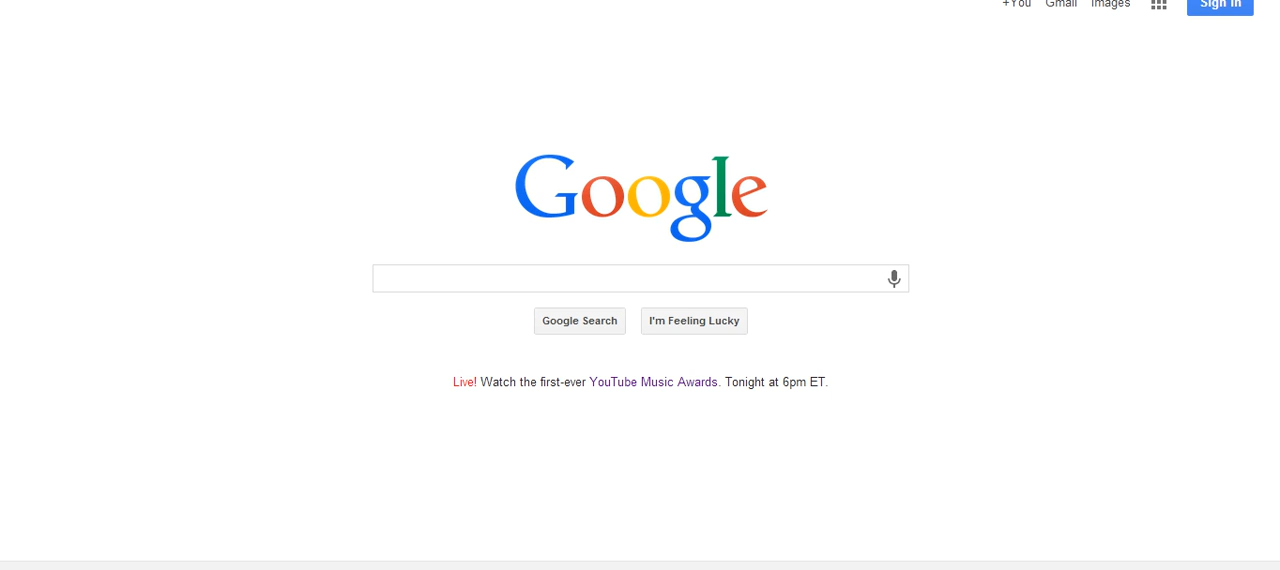 +You Gmail Images Sign in
Google
Google Search I'm Feeling Lucky
Live! Watch the first-ever YouTube Music Awards. Tonight at 6pm ET.